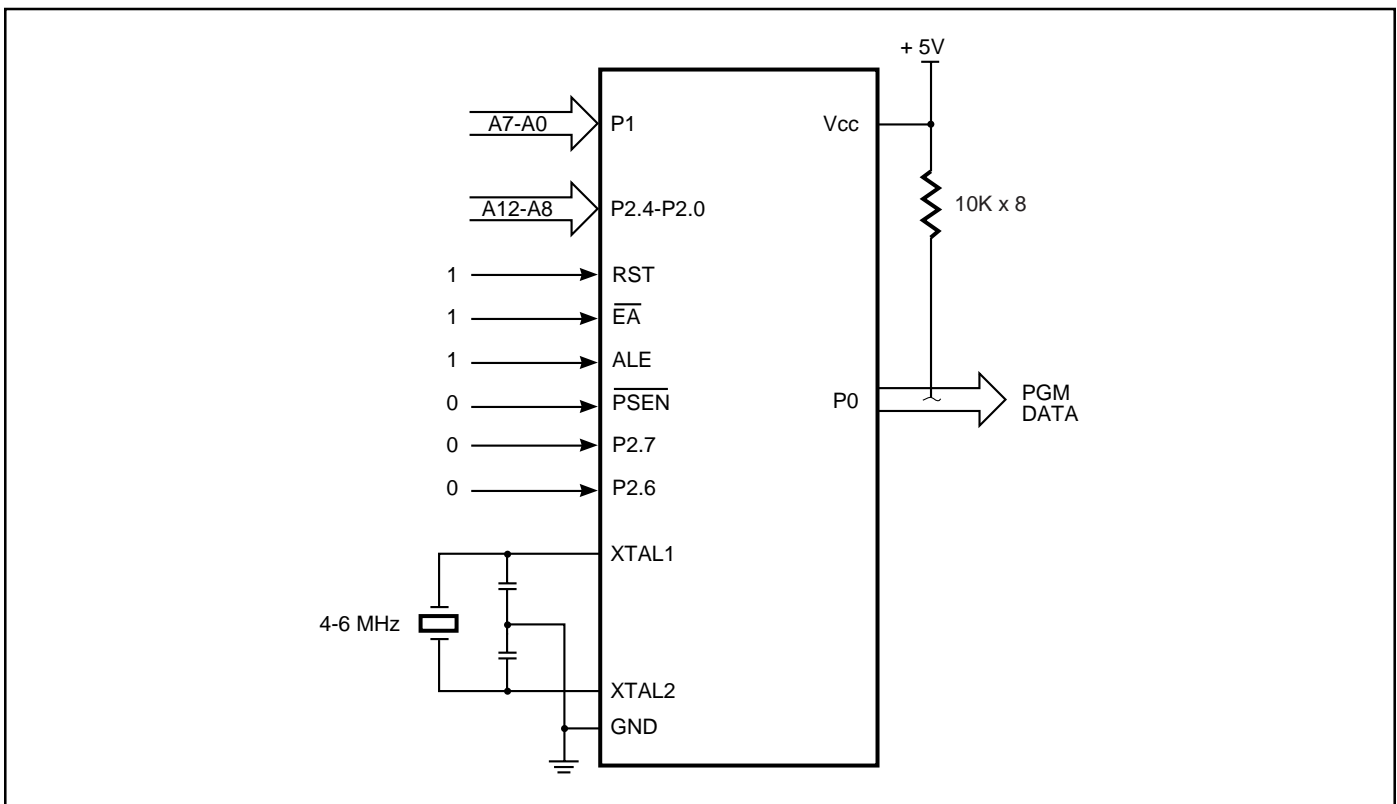 + 5V
A7-A0
P1
Vcc
A12-A8
P2.4-P2.0
10K x 8
1
RST
1
EA
1
ALE
0
PSEN
P0
PGM
DATA
0
P2.7
0
P2.6
XTAL1
4-6 MHz
XTAL2
GND